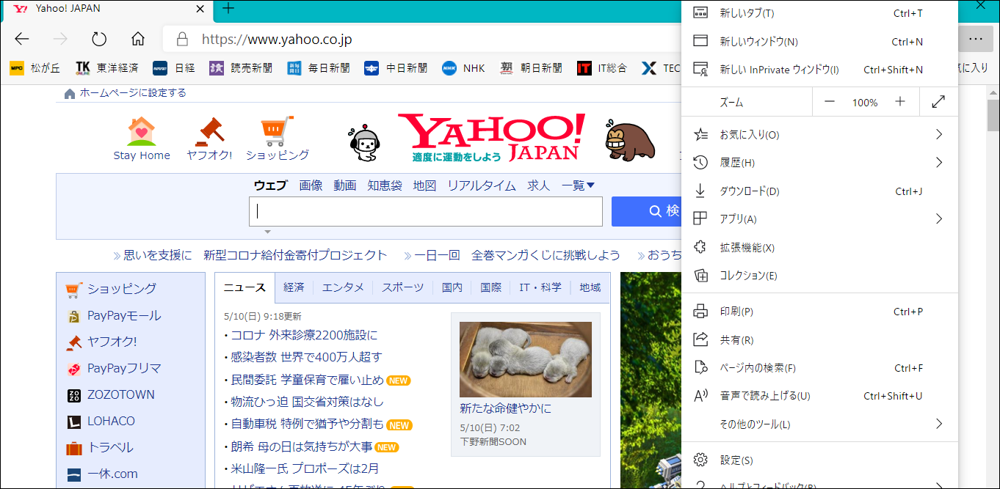 Yahoo! JAPAN
https://www.yahoo.co.jp
松が丘 東洋経済 日経 読売新聞 毎日新聞 中日新聞 NHK 朝日新聞 IT総合 TEC
に入り
ホームページに設定する
Stay Home ヤフオク! ショッピング
YAHOO! JAPAN
適度に運動をしよう
ウェブ 画像 動画 知恵袋 地図 リアルタイム 求人 一覧▼
検
思いを支援に 新型コロナ給付金寄付プロジェクト
一日一回 全巻マンガくじに挑戦しよう
おうち
ショッピング
PayPayモール
ヤフオク!
PayPayフリマ
ZOZOTOWN
LOHACO
トラベル
一休.com
ニュース 経済 エンタメ スポーツ 国内 国際 IT・科学 地域
5/10(日) 9:18更新
・コロナ 外来診療2200施設に
・感染者数 世界で400万人超す
・民間委託 学童保育で雇い止め NEW
・物流ひっ迫 国交省対策はなし
・自動車税 特例で猶予や分割も NEW
・朗希 母の日は気持ちが大事 NEW
・米山隆一氏 プロポーズは2月
新たな命健やかに
5/10(日) 7:02
下野新聞SOON
新しいタブ(T) Ctrl+T
新しいウィンドウ(N) Ctrl+N
新しい InPrivate ウィンドウ(I) Ctrl+Shift+N
ズーム 100%
お気に入り(O)
履歴(H)
ダウンロード(D) Ctrl+J
アプリ(A)
拡張機能(X)
コレクション(E)
印刷(P) Ctrl+P
共有(R)
ページ内の検索(F) Ctrl+F
音声で読み上げる(U) Ctrl+Shift+U
その他のツール(L)
設定(S)
ヘルプとフィードバック(B)